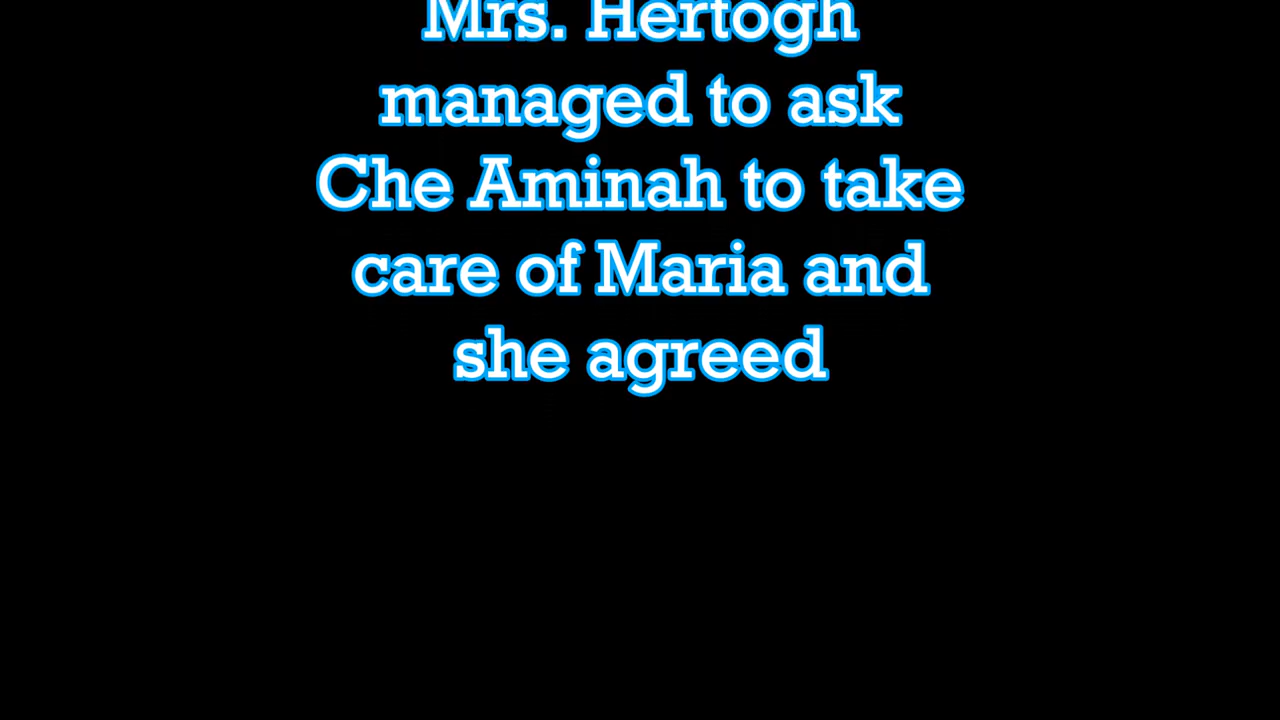 Mrs. Hertogh
managed to ask
Che Aminah to take
care of Maria and
she agreed